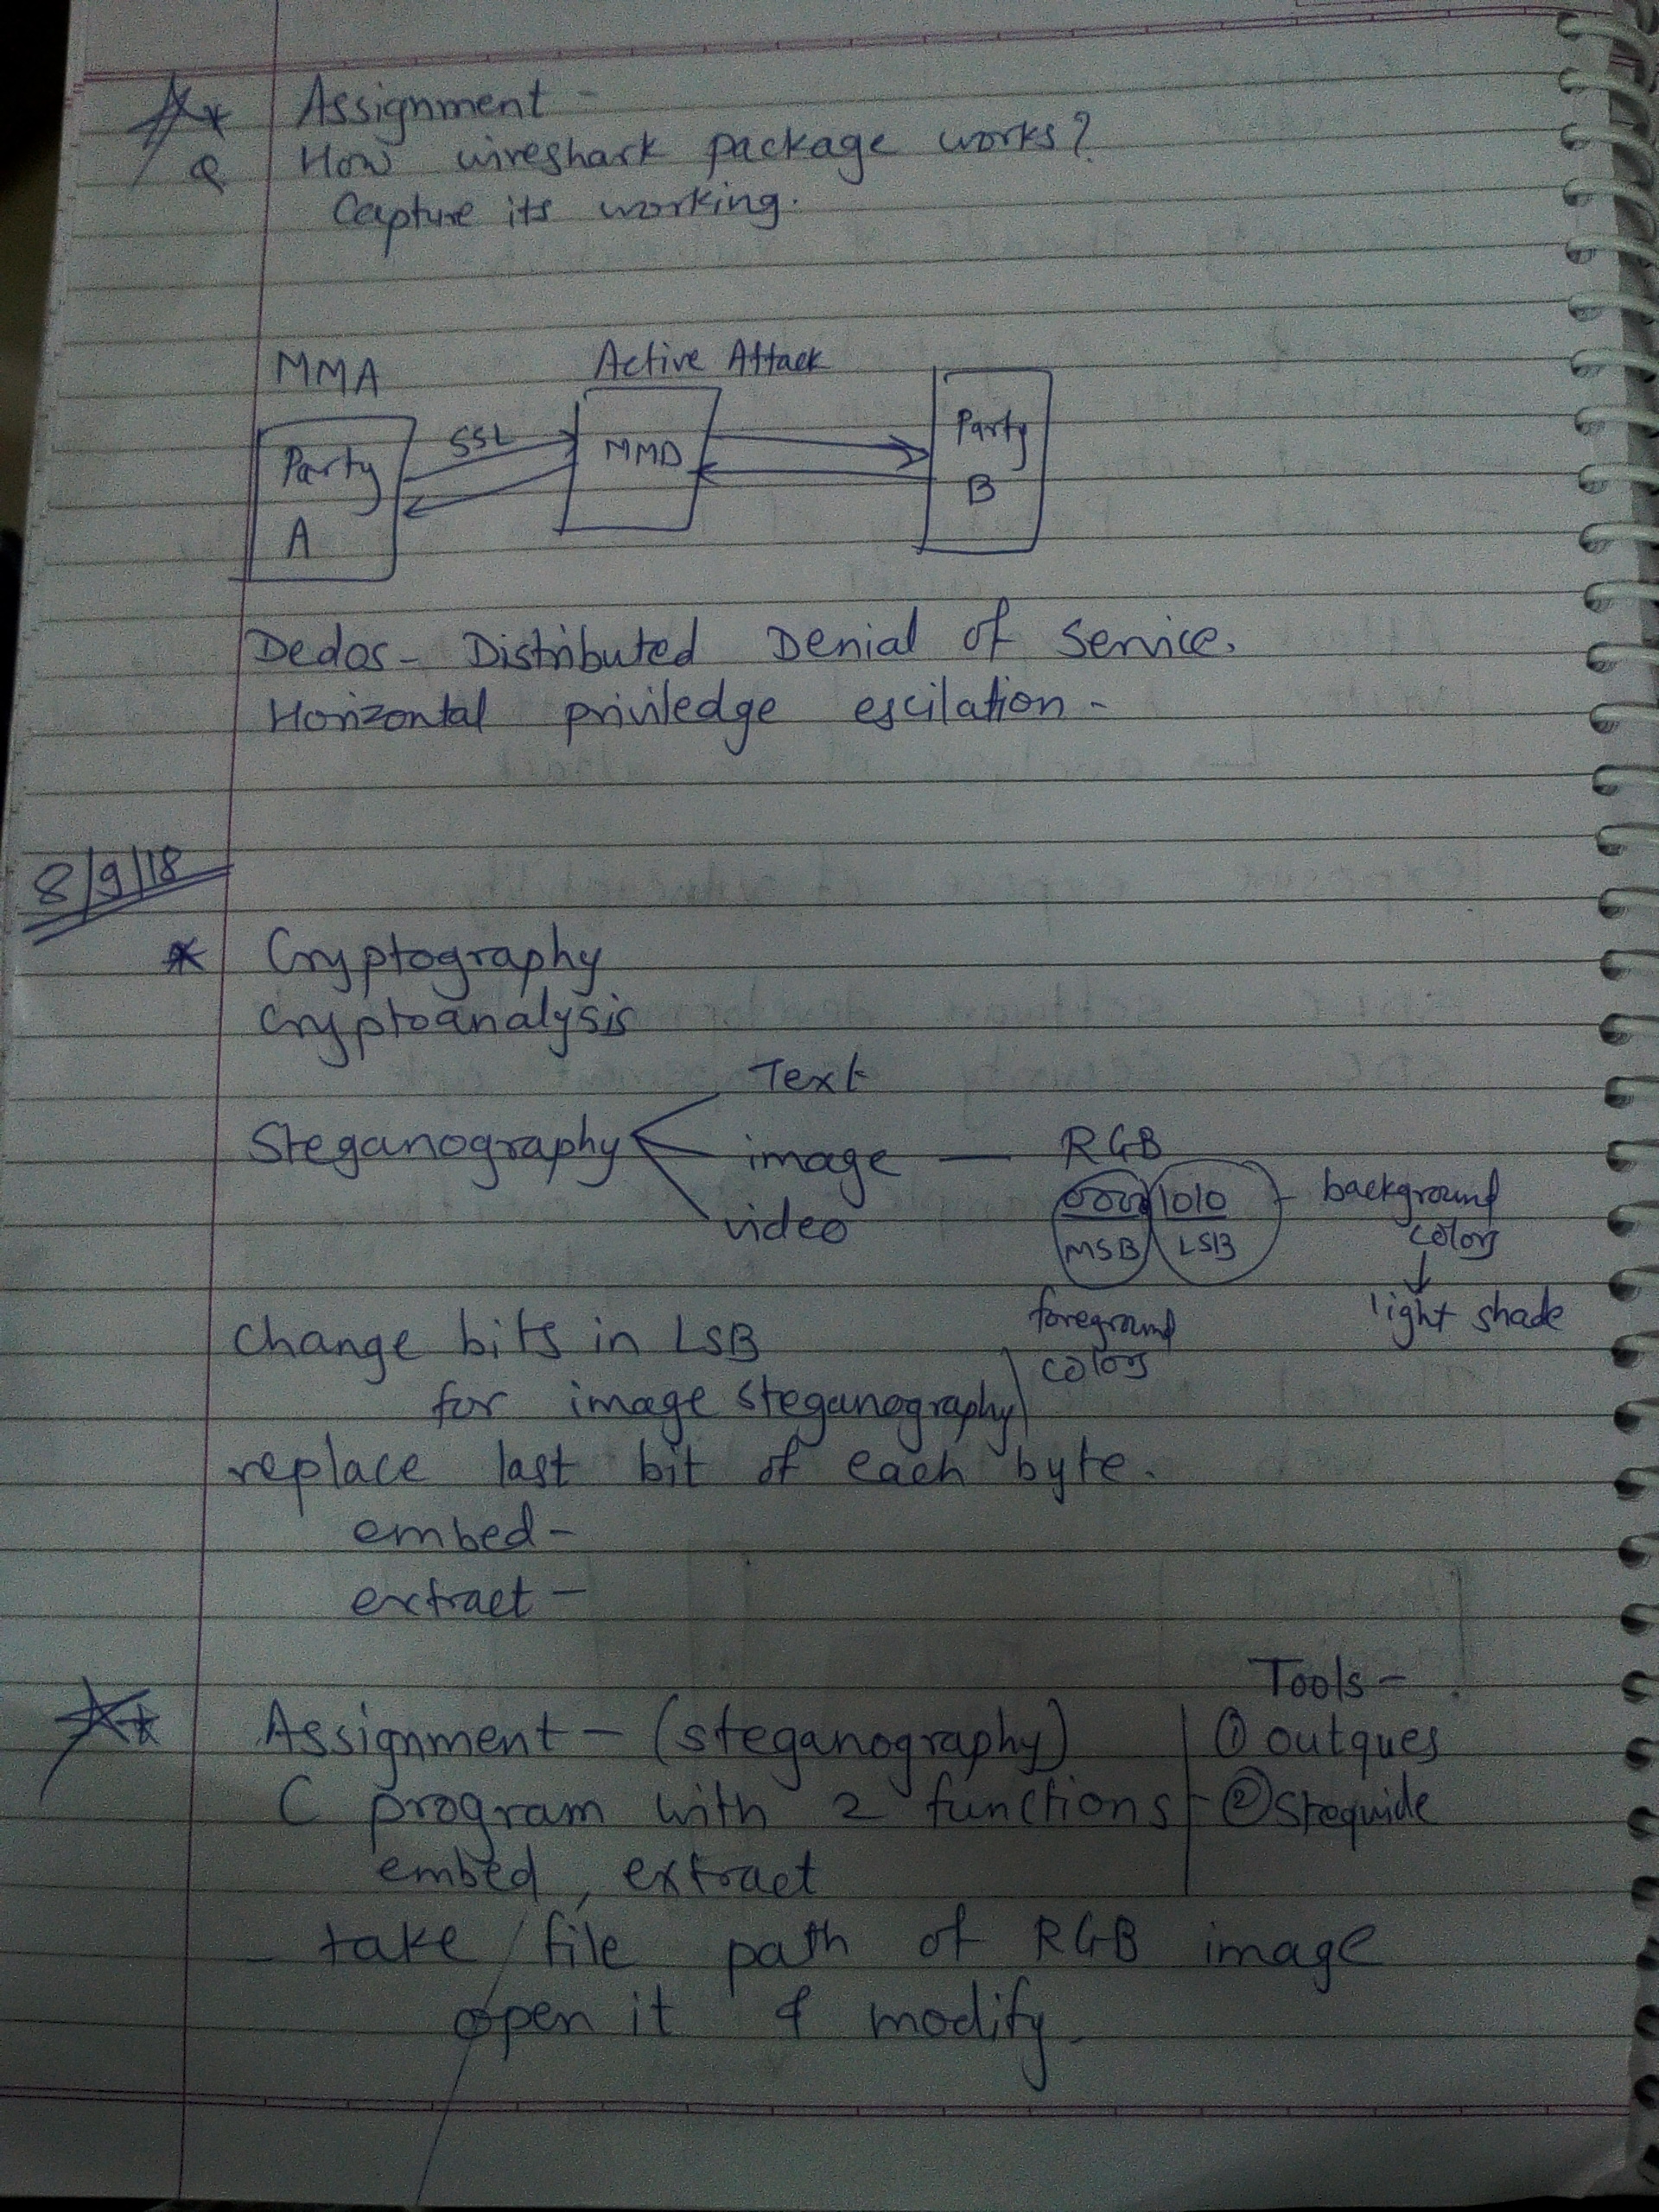 Assignment -
Q How wireshark package works?
Capture its working.
MMA
Active Attack
Party A
SSL
MMD
Party B
Dedos - Distributed Denial of Service.
Horizontal priviledge escilation -
8/9/18
* Cryptography
Cryptoanalysis
Text
Steganography image — RGB
video
0000 1010 - background colors
MSB LSB
↓
light shade
foreground colors
Change bits in LSB
for image steganography
replace last bit of each byte.
embed -
extract -
Tools -
Assignment - (steganography) ① outques
C program with 2 functions ② Steguide
embed, extract
- take file path of RGB image
open it & modify.